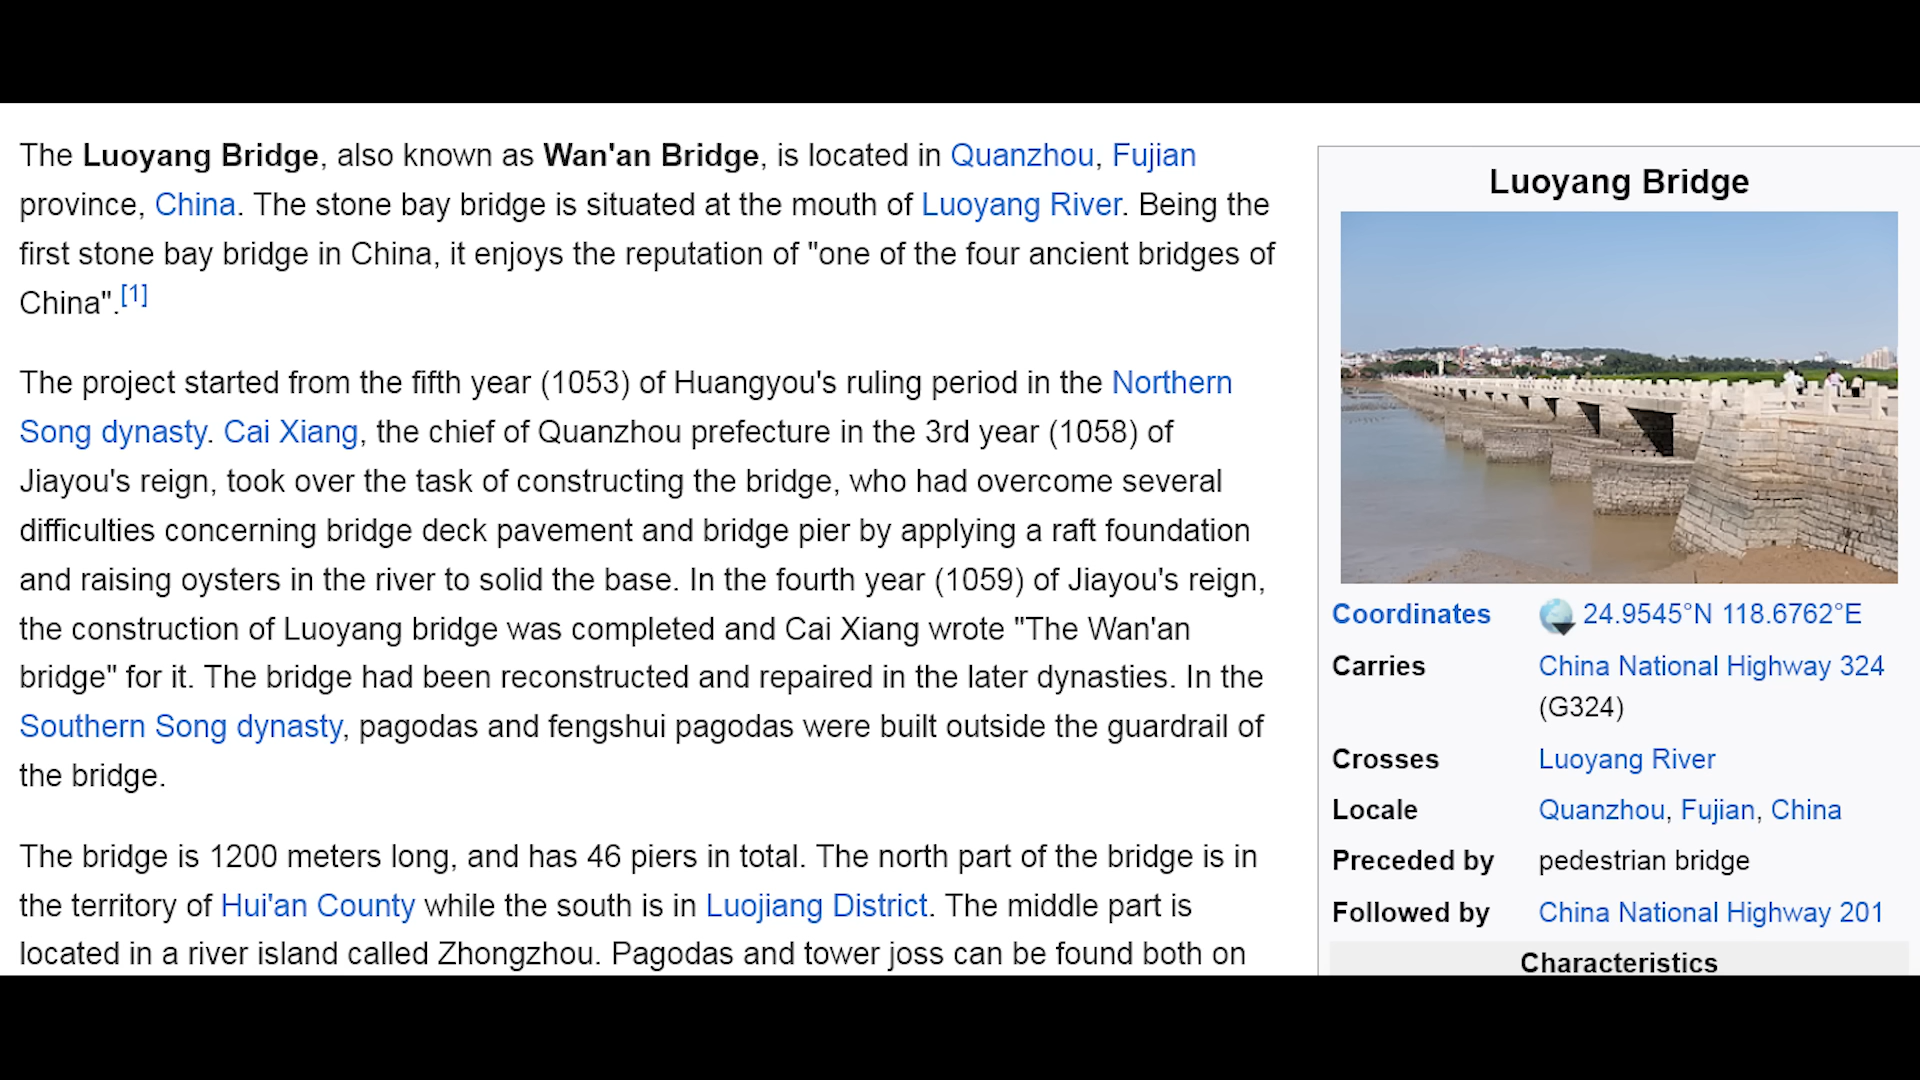 The Luoyang Bridge, also known as Wan'an Bridge, is located in Quanzhou, Fujian
province, China. The stone bay bridge is situated at the mouth of Luoyang River. Being the
first stone bay bridge in China, it enjoys the reputation of "one of the four ancient bridges of
China".[1]
The project started from the fifth year (1053) of Huangyou's ruling period in the Northern
Song dynasty. Cai Xiang, the chief of Quanzhou prefecture in the 3rd year (1058) of
Jiayou's reign, took over the task of constructing the bridge, who had overcome several
difficulties concerning bridge deck pavement and bridge pier by applying a raft foundation
and raising oysters in the river to solid the base. In the fourth year (1059) of Jiayou's reign,
the construction of Luoyang bridge was completed and Cai Xiang wrote "The Wan'an
bridge" for it. The bridge had been reconstructed and repaired in the later dynasties. In the
Southern Song dynasty, pagodas and fengshui pagodas were built outside the guardrail of
the bridge.
The bridge is 1200 meters long, and has 46 piers in total. The north part of the bridge is in
the territory of Hui'an County while the south is in Luojiang District. The middle part is
located in a river island called Zhongzhou. Pagodas and tower joss can be found both on
Luoyang Bridge
Coordinates 24.9545°N 118.6762°E
Carries China National Highway 324
(G324)
Crosses Luoyang River
Locale Quanzhou, Fujian, China
Preceded by pedestrian bridge
Followed by China National Highway 201
Characteristics